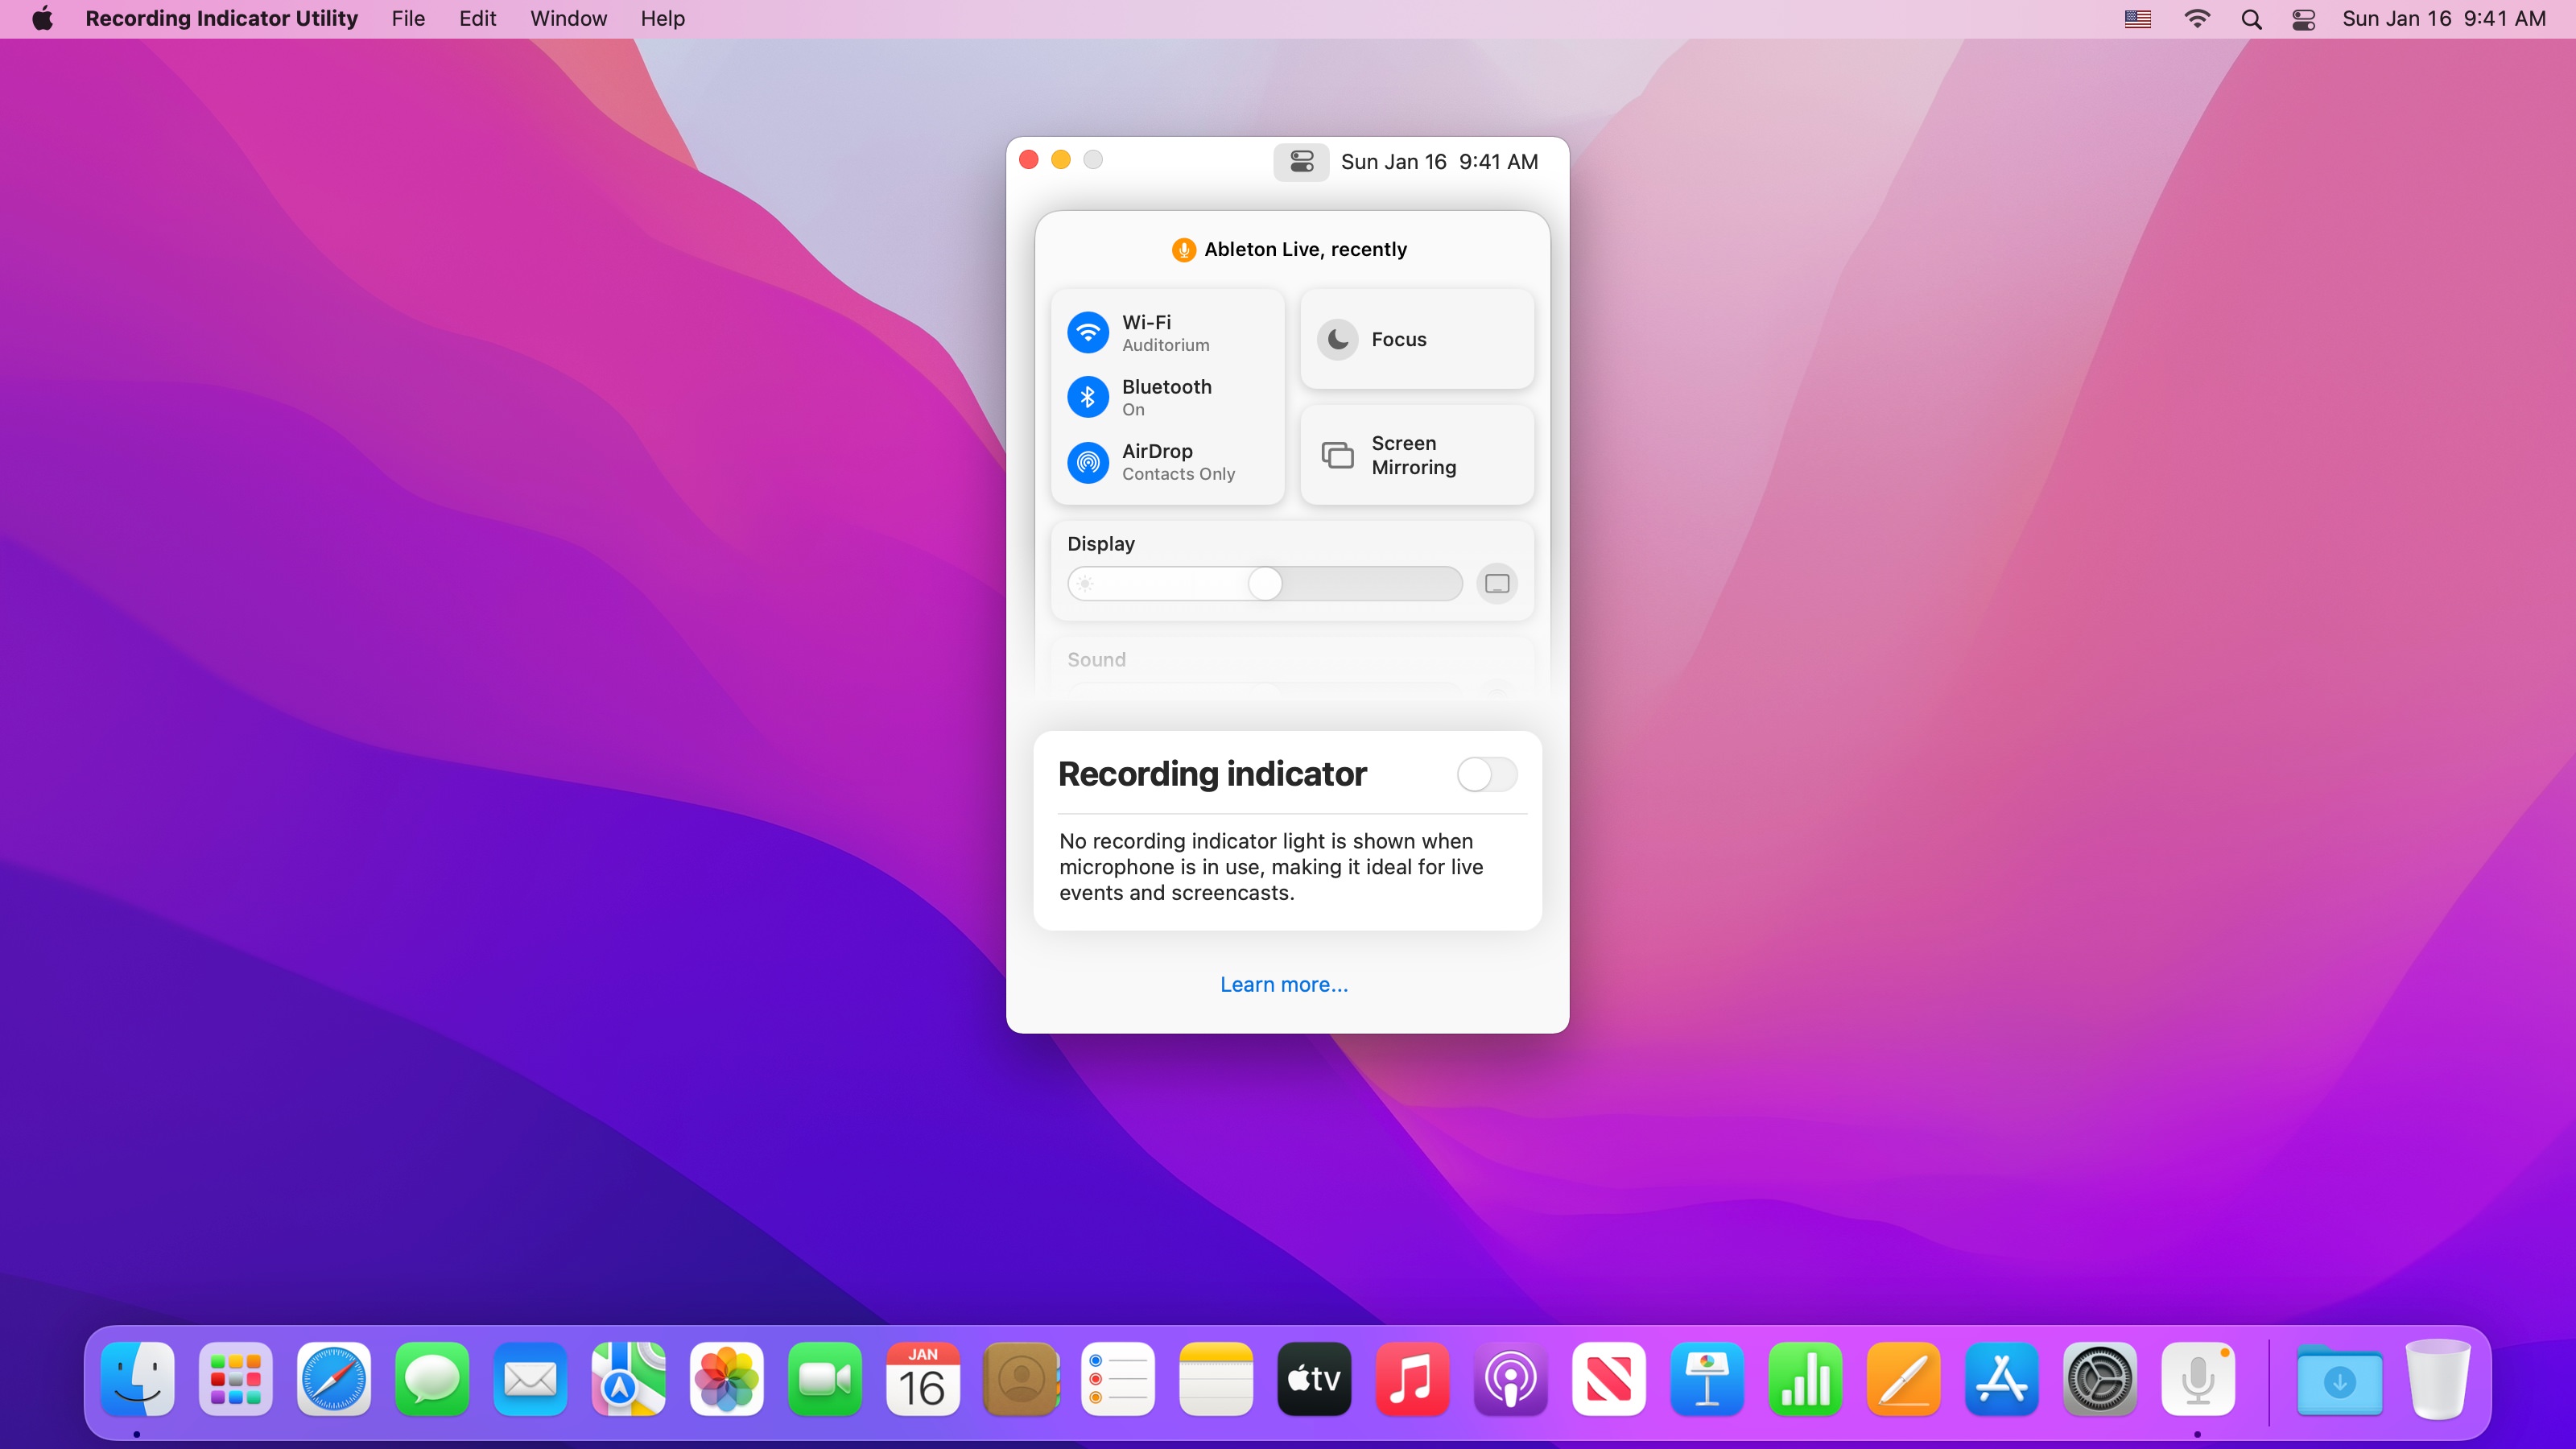 Recording Indicator Utility File Edit Window Help Sun Jan 16 9:41 AM
Sun Jan 16 9:41 AM
Ableton Live, recently
Wi-Fi
Auditorium
Bluetooth
On
AirDrop
Contacts Only
Focus
Screen
Mirroring
Display
Sound
Recording indicator
No recording indicator light is shown when
microphone is in use, making it ideal for live
events and screencasts.
Learn more...
JAN
16
tv